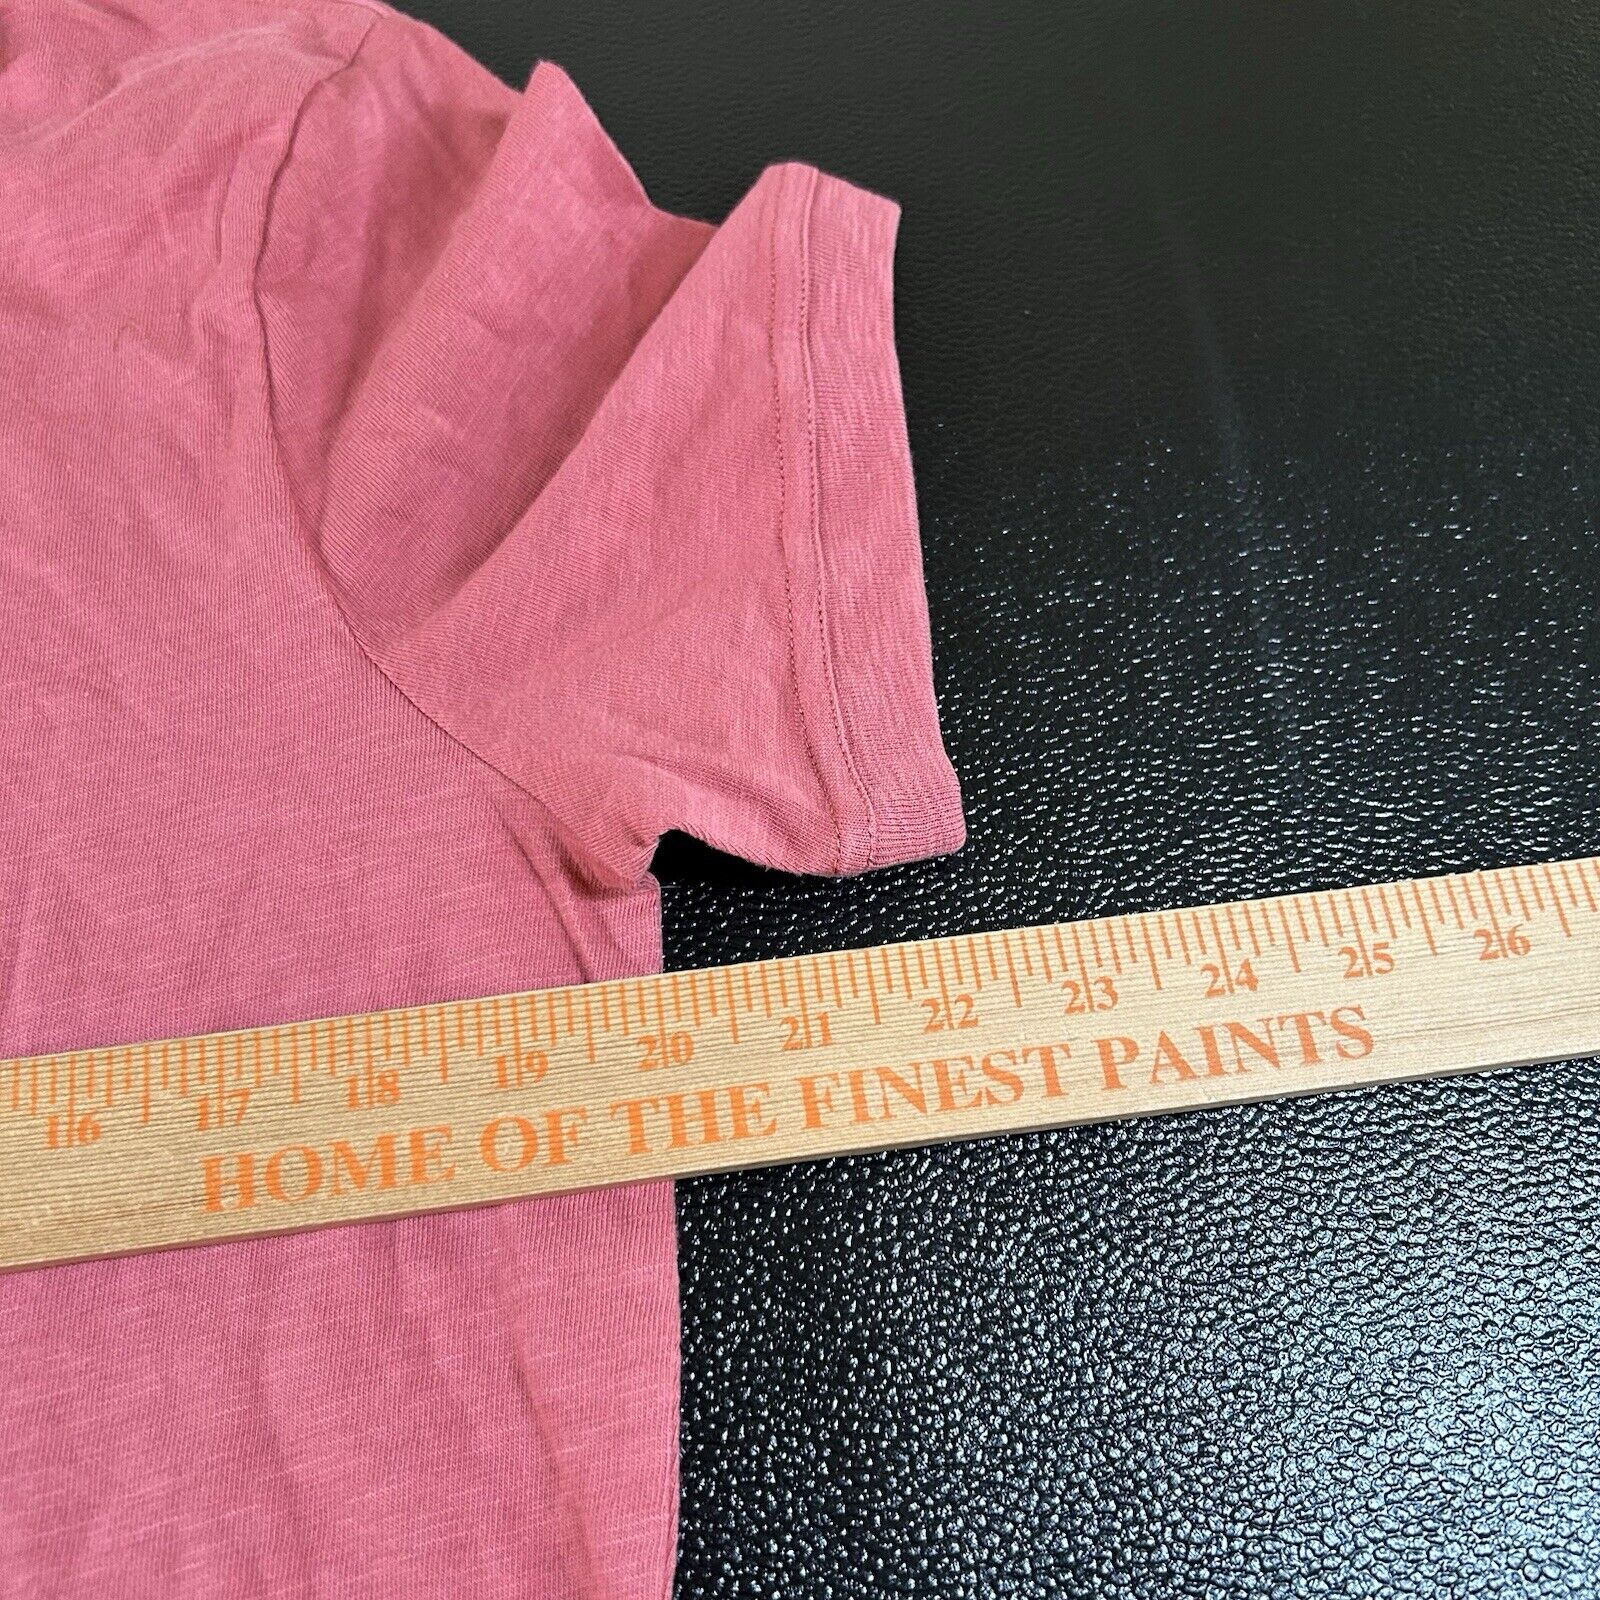 16 17 18 19 20 21 22 23 24 25 26
HOME OF THE FINEST PAINTS